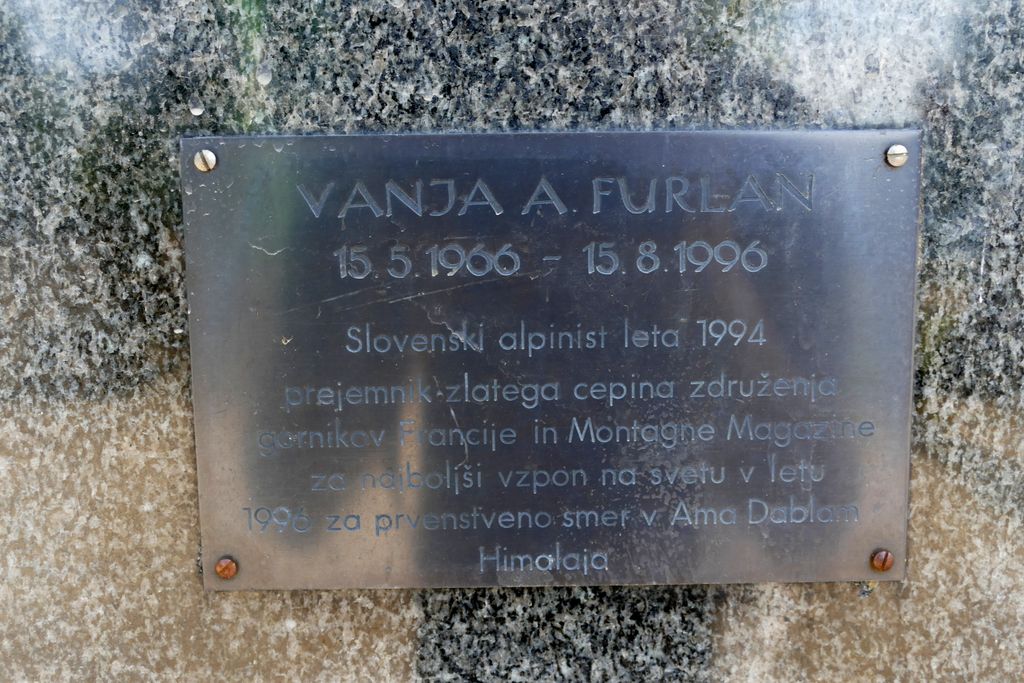 VANJA A. FURLAN
15.5.1966 - 15.8.1996
Slovenski alpinist leta 1994
prejemnik zlatega cepina združenja
gornikov Francije in Montagne Magazine
za najboljši vzpon na svetu v letu
1996 za prvenstveno smer v Ama Dablam
Himalaja